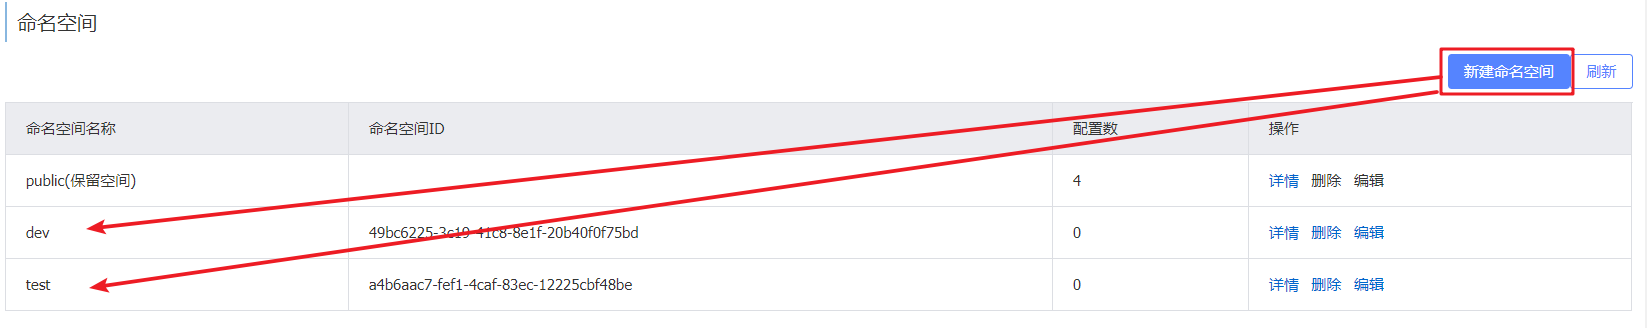 命名空间
新建命名空间 刷新
命名空间名称 命名空间ID 配置数 操作
public(保留空间) 4 详情 删除 编辑
dev 49bc6225-3c19-41c8-8e1f-20b40f0f75bd 0 详情 删除 编辑
test a4b6aac7-fef1-4caf-83ec-12225cbf48be 0 详情 删除 编辑